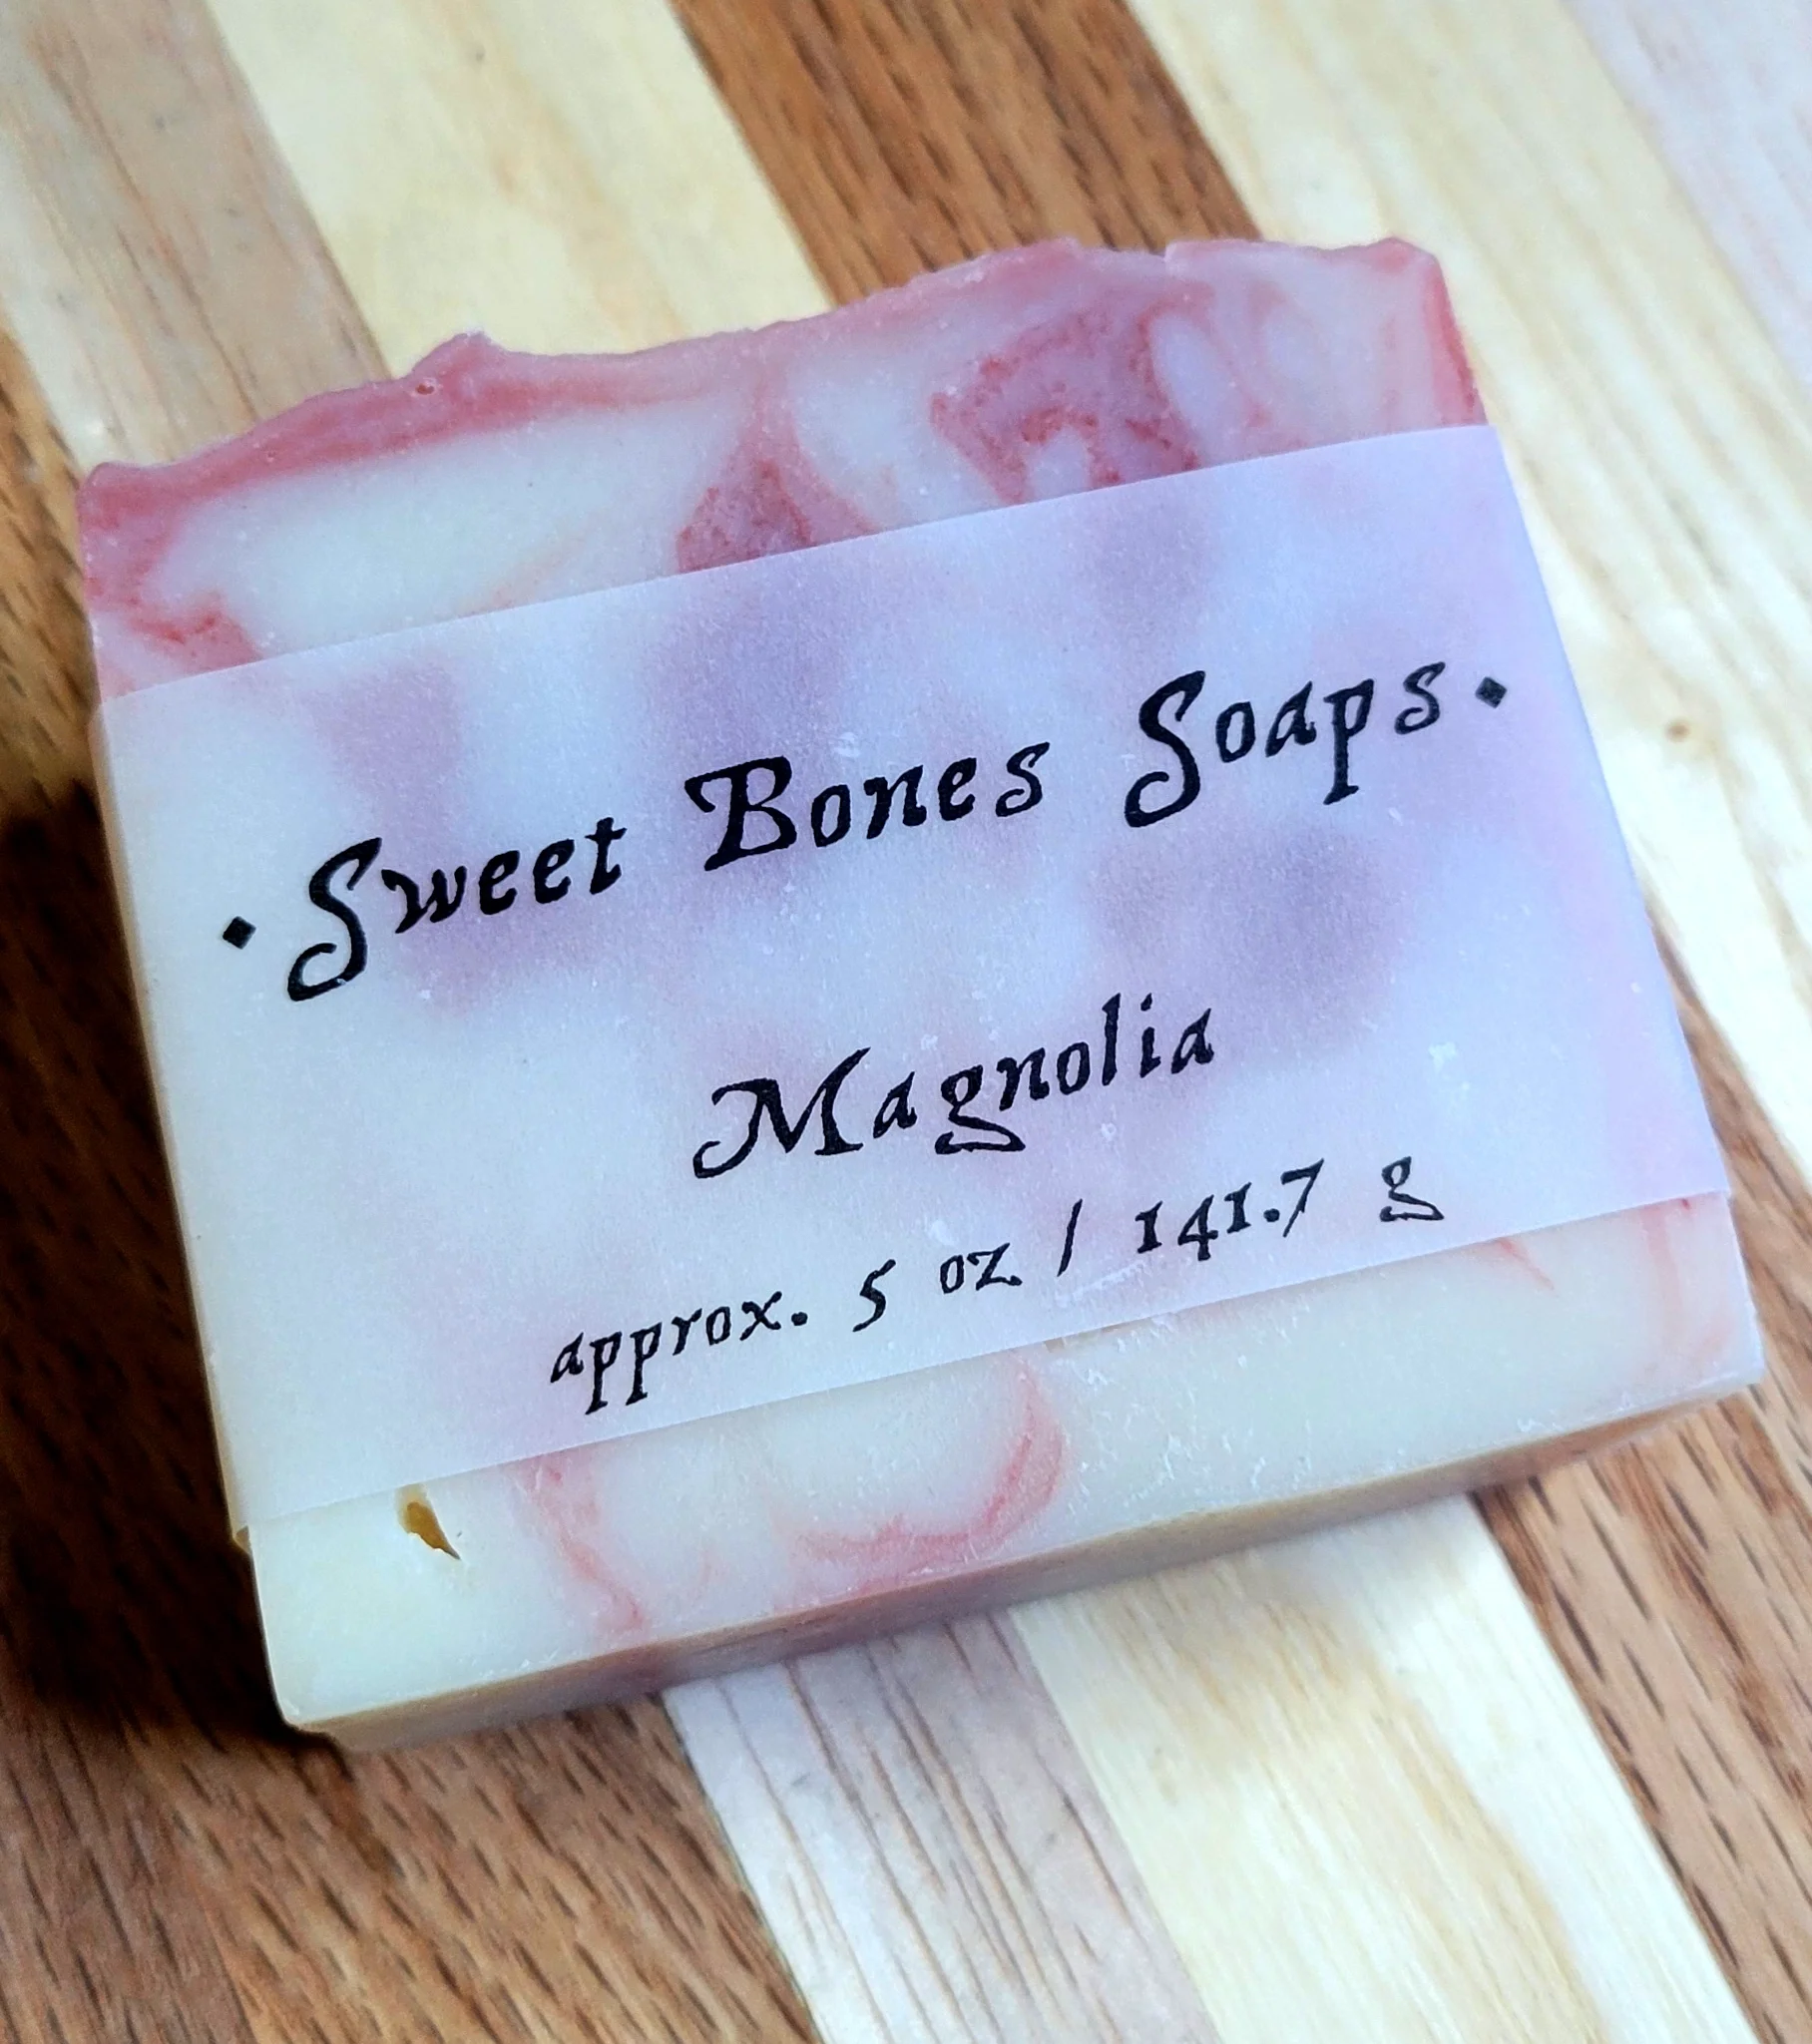 · Sweet Bones Soaps ·
Magnolia
approx. 5 oz / 141.7 g